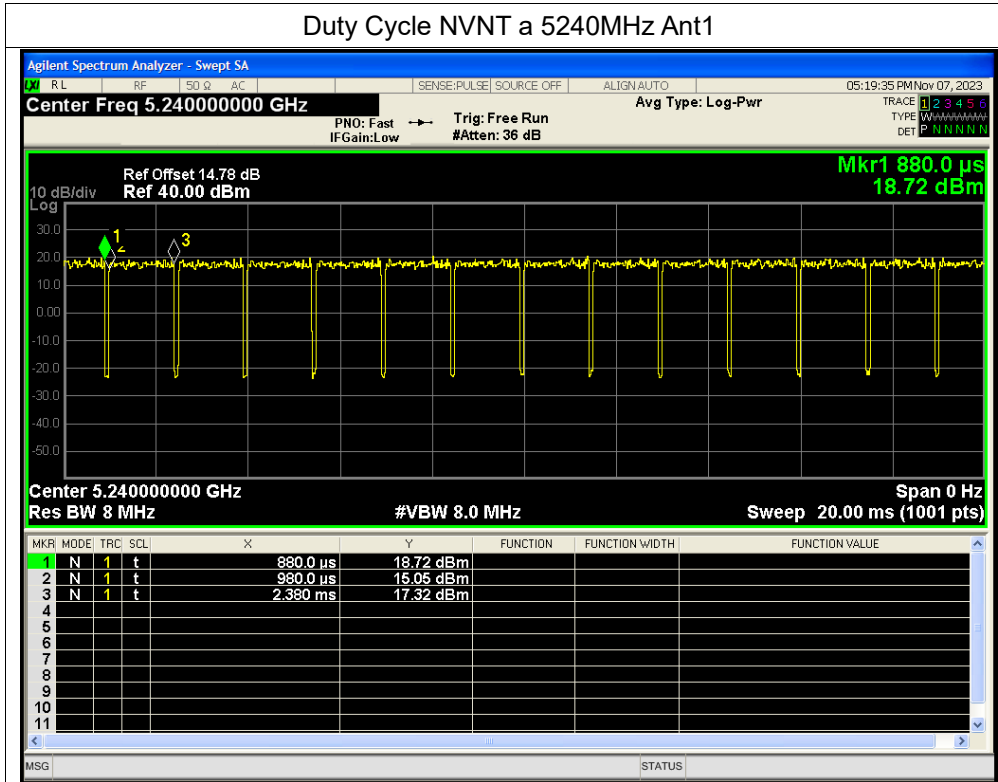 Duty Cycle NVNT a 5240MHz Ant1
Agilent Spectrum Analyzer - Swept SA
LXI RL RF 50 Ω AC SENSE:PULSE SOURCE OFF ALIGN AUTO 05:19:35 PM Nov 07, 2023
Center Freq 5.240000000 GHz Avg Type: Log-Pwr TRACE 1 2 3 4 5 6
PNO: Fast Trig: Free Run TYPE WWWWWW
IFGain:Low #Atten: 36 dB DET P N N N N N
Mkr1 880.0 µs
18.72 dBm
Ref Offset 14.78 dB
10 dB/div Ref 40.00 dBm
Log
30.0
20.0
10.0
0.00
-10.0
-20.0
-30.0
-40.0
-50.0
1
2
3
Center 5.240000000 GHz Span 0 Hz
Res BW 8 MHz #VBW 8.0 MHz Sweep 20.00 ms (1001 pts)
MKR MODE TRC SCL X Y FUNCTION FUNCTION WIDTH FUNCTION VALUE
1 N 1 t 880.0 µs 18.72 dBm
2 N 1 t 980.0 µs 15.05 dBm
3 N 1 t 2.380 ms 17.32 dBm
4
5
6
7
8
9
10
11
MSG STATUS